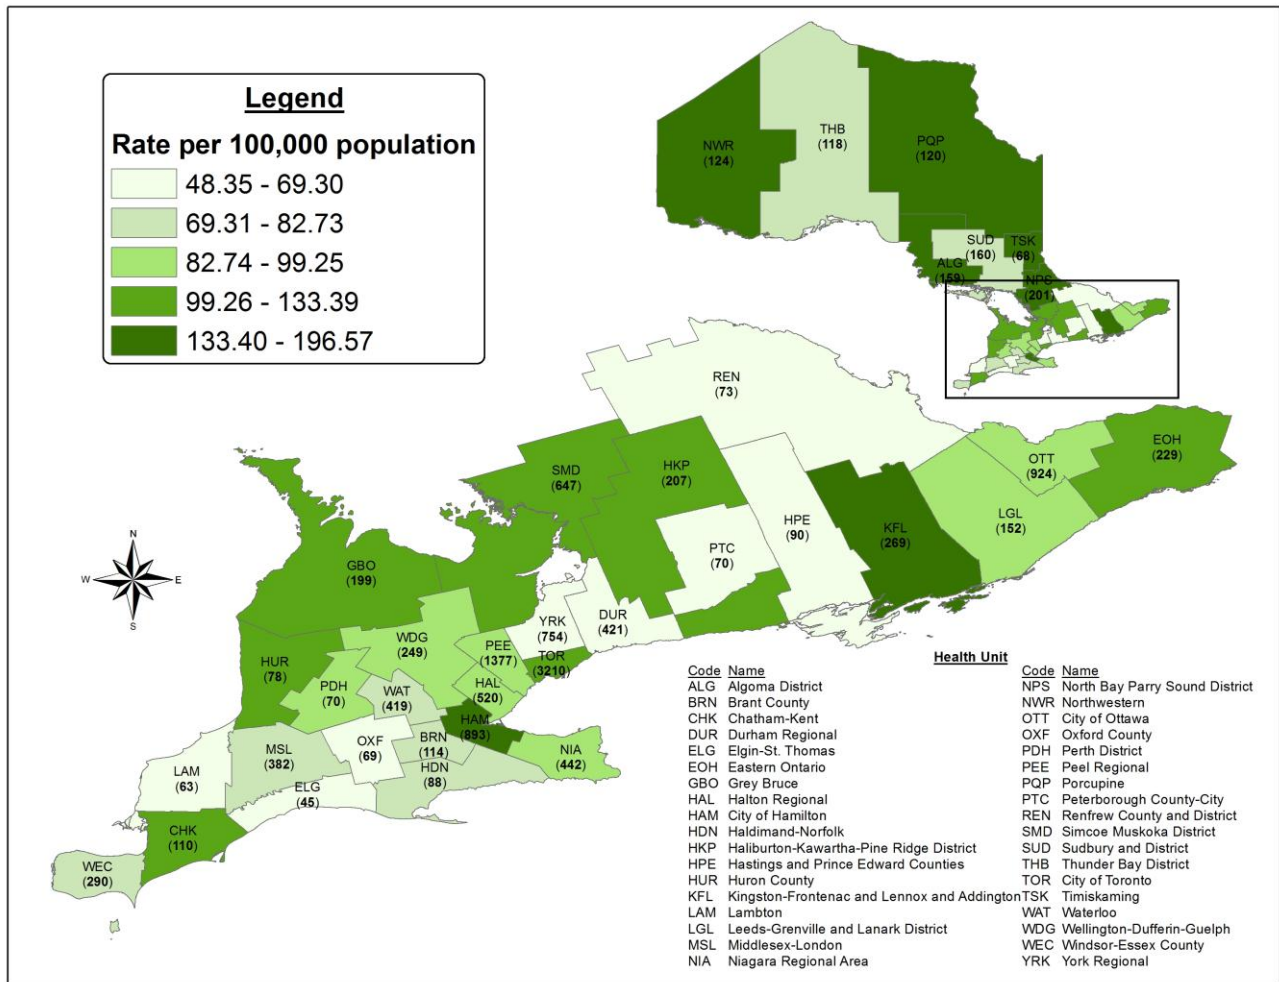 Legend
Rate per 100,000 population
48.35 - 69.30
69.31 - 82.73
82.74 - 99.25
99.26 - 133.39
133.40 - 196.57
NWR
(124)
THB
(118)
PQP
(120)
SUD
(160)
TSK
(68)
ALG
(159)
NPS
(201)
REN
(73)
SMD
(647)
HKP
(207)
OTT
(924)
EOH
(229)
HPE
(90)
KFL
(269)
LGL
(152)
PTC
(70)
GBO
(199)
N
W
E
S
YRK
(754)
DUR
(421)
WDG
(249)
PEE
(1377)
TOR
(3210)
HUR
(78)
PDH
(70)
WAT
(419)
HAL
(520)
HAM
(893)
MSL
(382)
OXF
(69)
BRN
(114)
NIA
(442)
LAM
(63)
ELG
(45)
HDN
(88)
CHK
(110)
WEC
(290)
Health Unit
Code Name
ALG Algoma District
BRN Brant County
CHK Chatham-Kent
DUR Durham Regional
ELG Elgin-St. Thomas
EOH Eastern Ontario
GBO Grey Bruce
HAL Halton Regional
HAM City of Hamilton
HDN Haldimand-Norfolk
HKP Haliburton-Kawartha-Pine Ridge District
HPE Hastings and Prince Edward Counties
HUR Huron County
KFL Kingston-Frontenac and Lennox and Addington
LAM Lambton
LGL Leeds-Grenville and Lanark District
MSL Middlesex-London
NIA Niagara Regional Area
Code Name
NPS North Bay Parry Sound District
NWR Northwestern
OTT City of Ottawa
OXF Oxford County
PDH Perth District
PEE Peel Regional
PQP Porcupine
PTC Peterborough County-City
REN Renfrew County and District
SMD Simcoe Muskoka District
SUD Sudbury and District
THB Thunder Bay District
TOR City of Toronto
TSK Timiskaming
WAT Waterloo
WDG Wellington-Dufferin-Guelph
WEC Windsor-Essex County
YRK York Regional